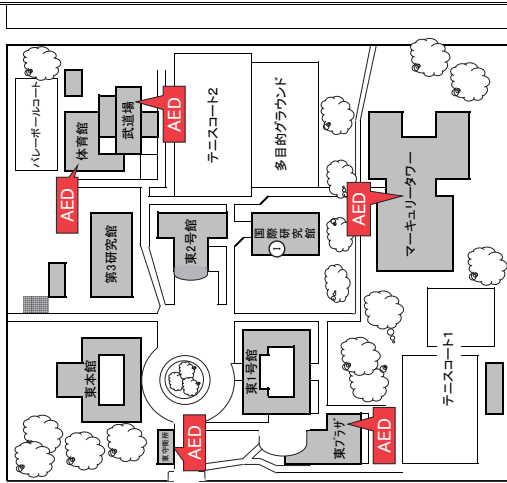 バレーボールコート
体育館
武道場
AED
AED
テニスコート2
多目的グラウンド
AED
マーキュリータワー
第3研究館
東2号館
国際研究館
①
東本館
東1号館
テニスコート1
東守衛所
AED
東プラザ
AED